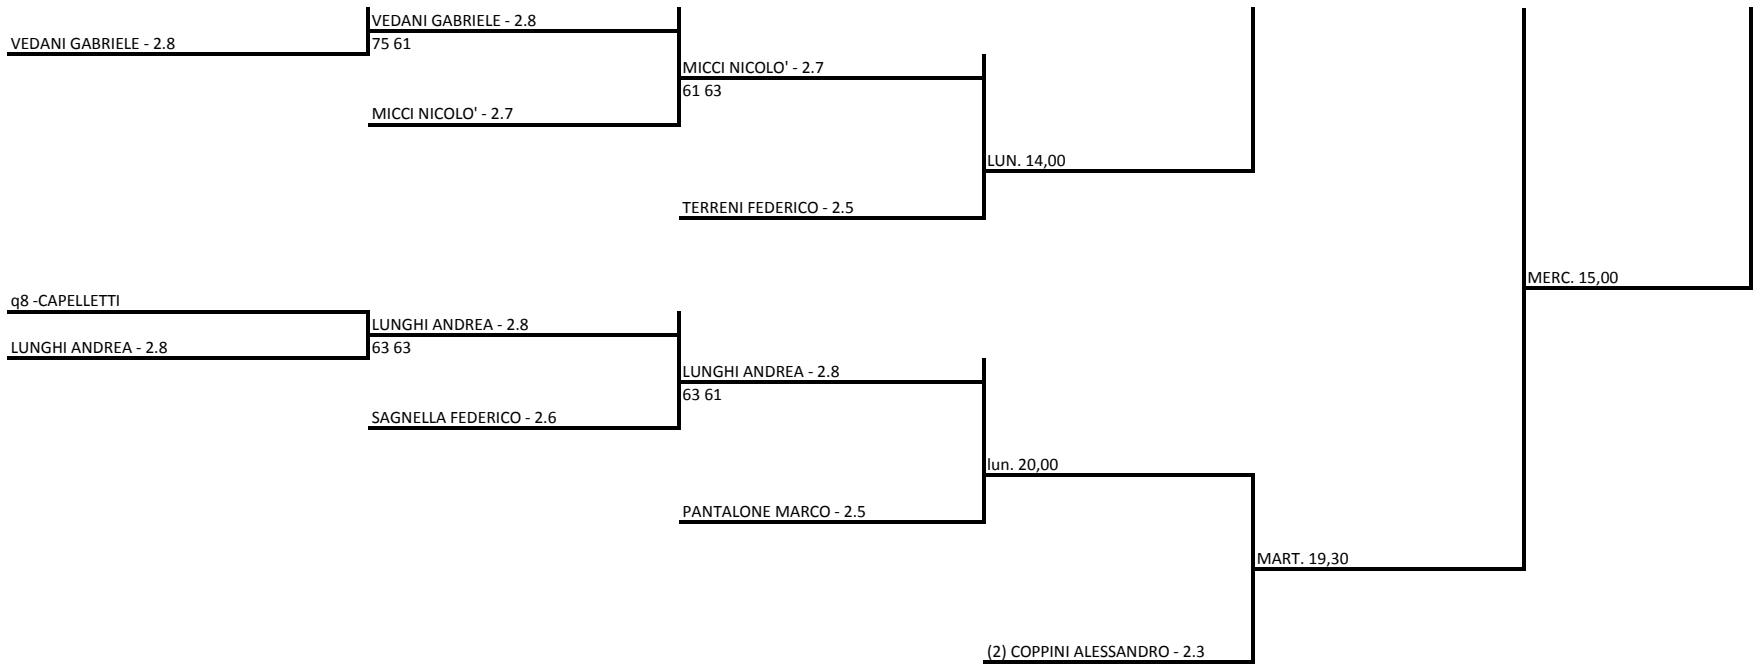 VEDANI GABRIELE - 2.8
VEDANI GABRIELE - 2.8
75 61
MICCI NICOLO' - 2.7
61 63
MICCI NICOLO' - 2.7
LUN. 14,00
TERRENI FEDERICO - 2.5
MERC. 15,00
q8 -CAPELLETTI
LUNGHI ANDREA - 2.8
LUNGHI ANDREA - 2.8
63 63
LUNGHI ANDREA - 2.8
63 61
SAGNELLA FEDERICO - 2.6
lun. 20,00
PANTALONE MARCO - 2.5
MART. 19,30
(2) COPPINI ALESSANDRO - 2.3